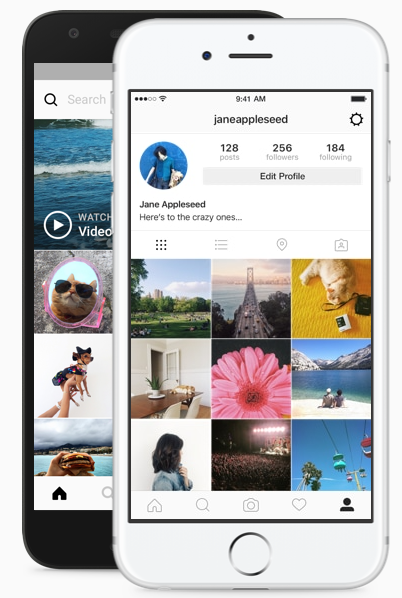 Search
WATCH
Video
9:41 AM
janeappleseed
128
posts
256
followers
184
following
Edit Profile
Jane Appleseed
Here's to the crazy ones...